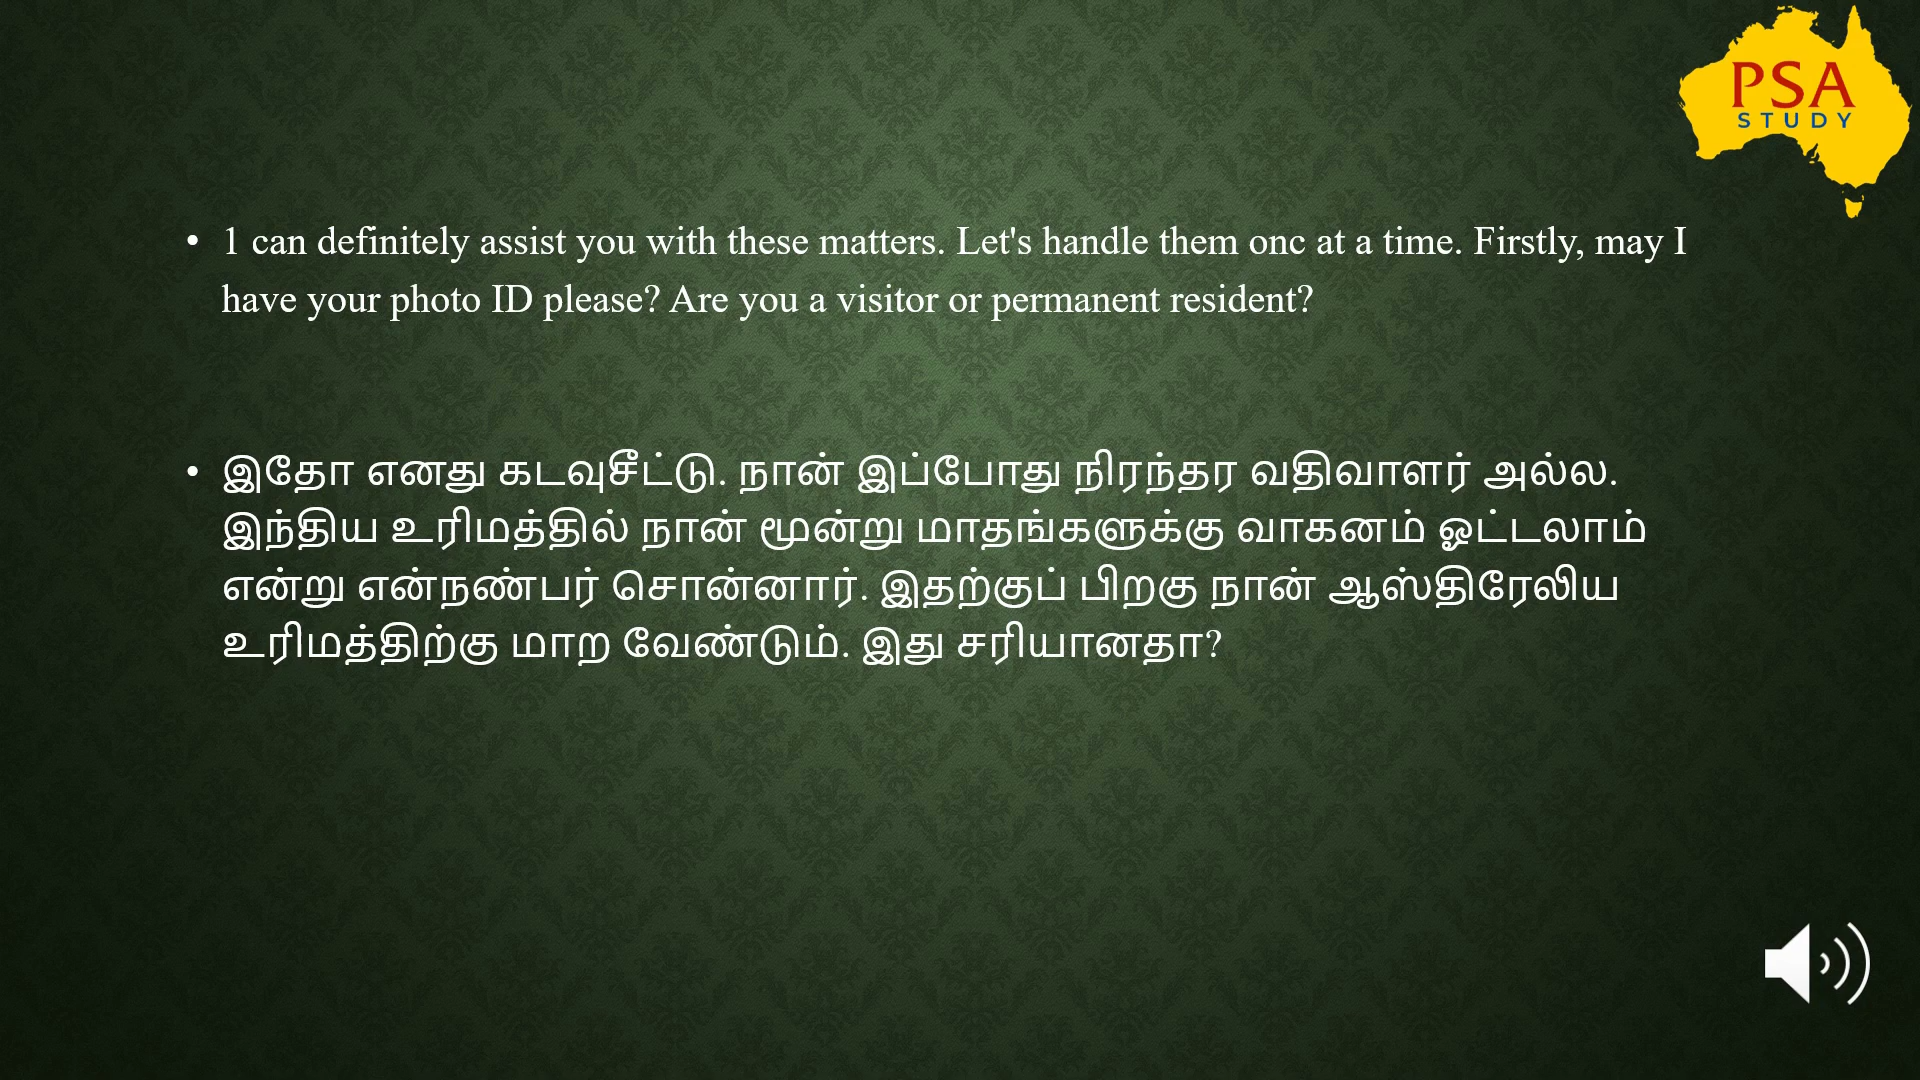 PSA
STUDY
• 1 can definitely assist you with these matters. Let's handle them onc at a time. Firstly, may I
have your photo ID please? Are you a visitor or permanent resident?
• இதோ எனது கடவுசீட்டு. நான் இப்போது நிரந்தர வதிவாளர் அல்ல.
இந்திய உரிமத்தில் நான் மூன்று மாதங்களுக்கு வாகனம் ஓட்டலாம்
என்று என்நண்பர் சொன்னார். இதற்குப் பிறகு நான் ஆஸ்திரேலிய
உரிமத்திற்கு மாற வேண்டும். இது சரியானதா?